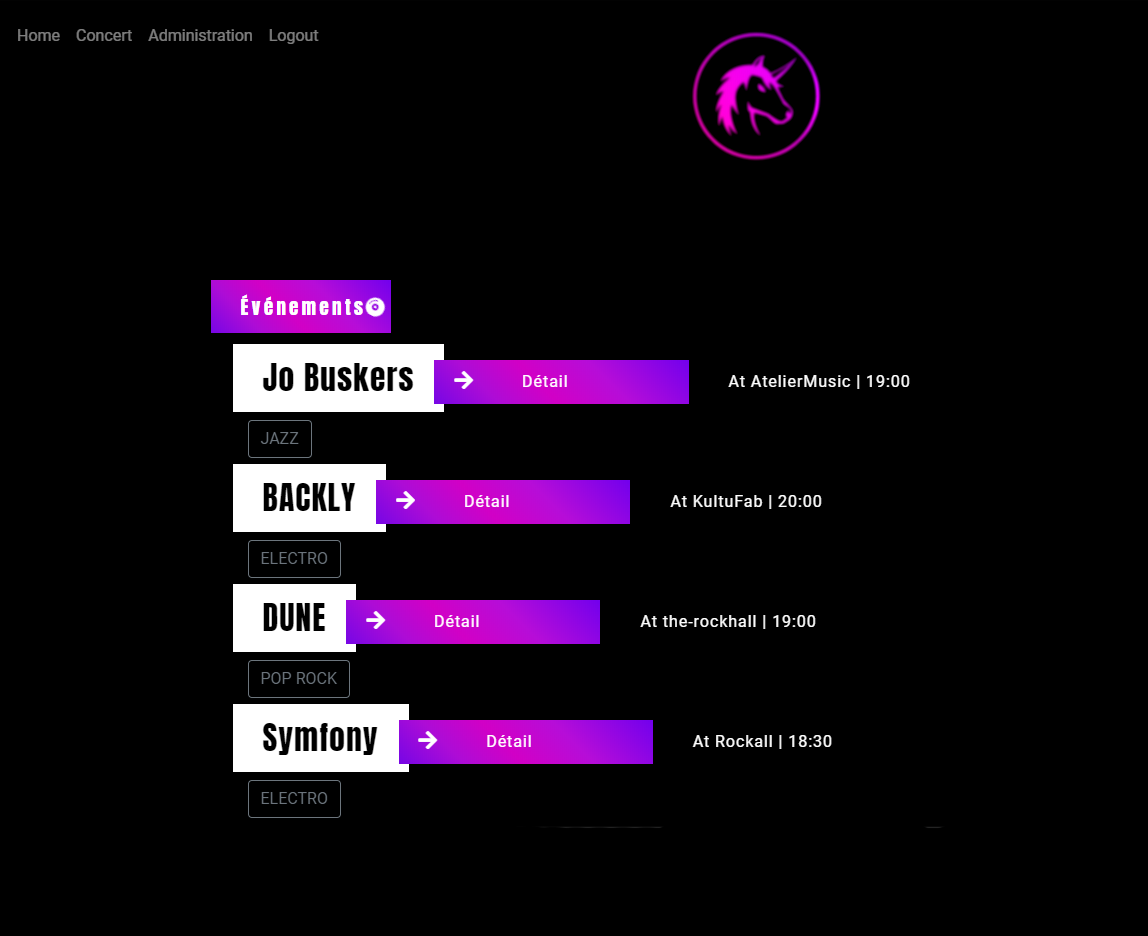 Home Concert Administration Logout
Événements
Jo Buskers Détail At AtelierMusic | 19:00
JAZZ
BACKLY Détail At KultuFab | 20:00
ELECTRO
DUNE Détail At the-rockhall | 19:00
POP ROCK
Symfony Détail At Rockall | 18:30
ELECTRO